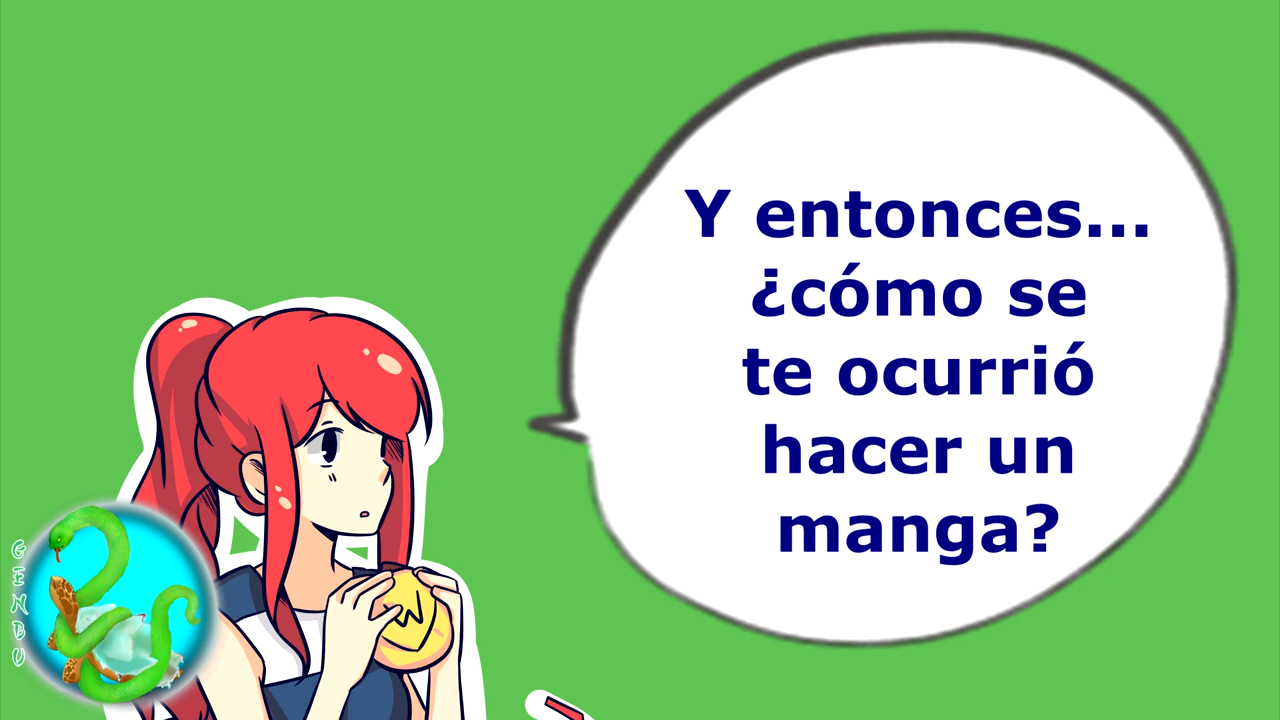 Y entonces...
¿cómo se
te ocurrió
hacer un
manga?
GENBU